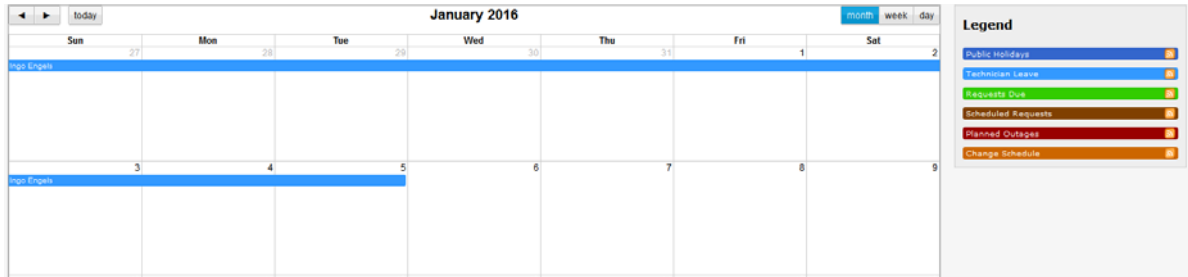 today January 2016 month week day
Sun Mon Tue Wed Thu Fri Sat
27 28 29 30 31 1 2
Ingo Engels
3 4 5 6 7 8 9
Ingo Engels
Legend
Public Holidays
Technician Leave
Requests Due
Scheduled Requests
Planned Outages
Change Schedule